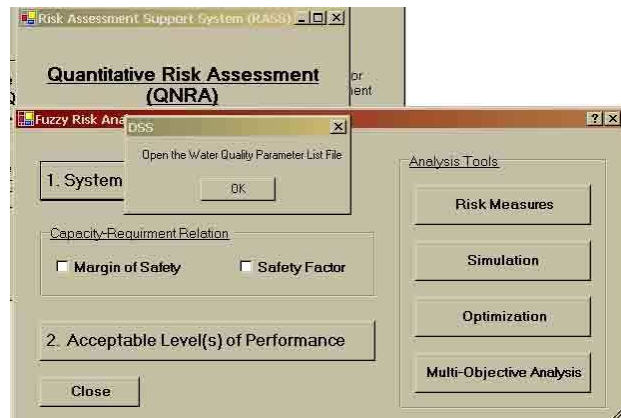 Risk Assessment Support System (RASS)
Quantitative Risk Assessment
(QNRA)
or
ent
Fuzzy Risk Ana
DSS
Open the Water Quality Parameter List File
OK
1. System
Capacity-Requirment Relation
Margin of Safety
Safety Factor
2. Acceptable Level(s) of Performance
Close
Analysis Tools
Risk Measures
Simulation
Optimization
Multi-Objective Analysis